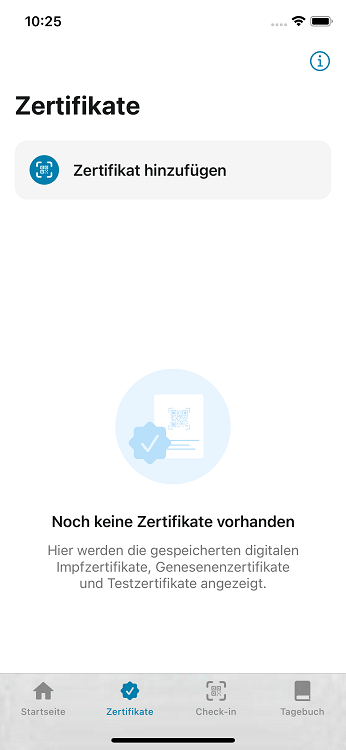 10:25
Zertifikate
Zertifikat hinzufügen
Noch keine Zertifikate vorhanden
Hier werden die gespeicherten digitalen
Impfzertifikate, Genesenenzertifikate
und Testzertifikate angezeigt.
Startseite
Zertifikate
Check-in
Tagebuch